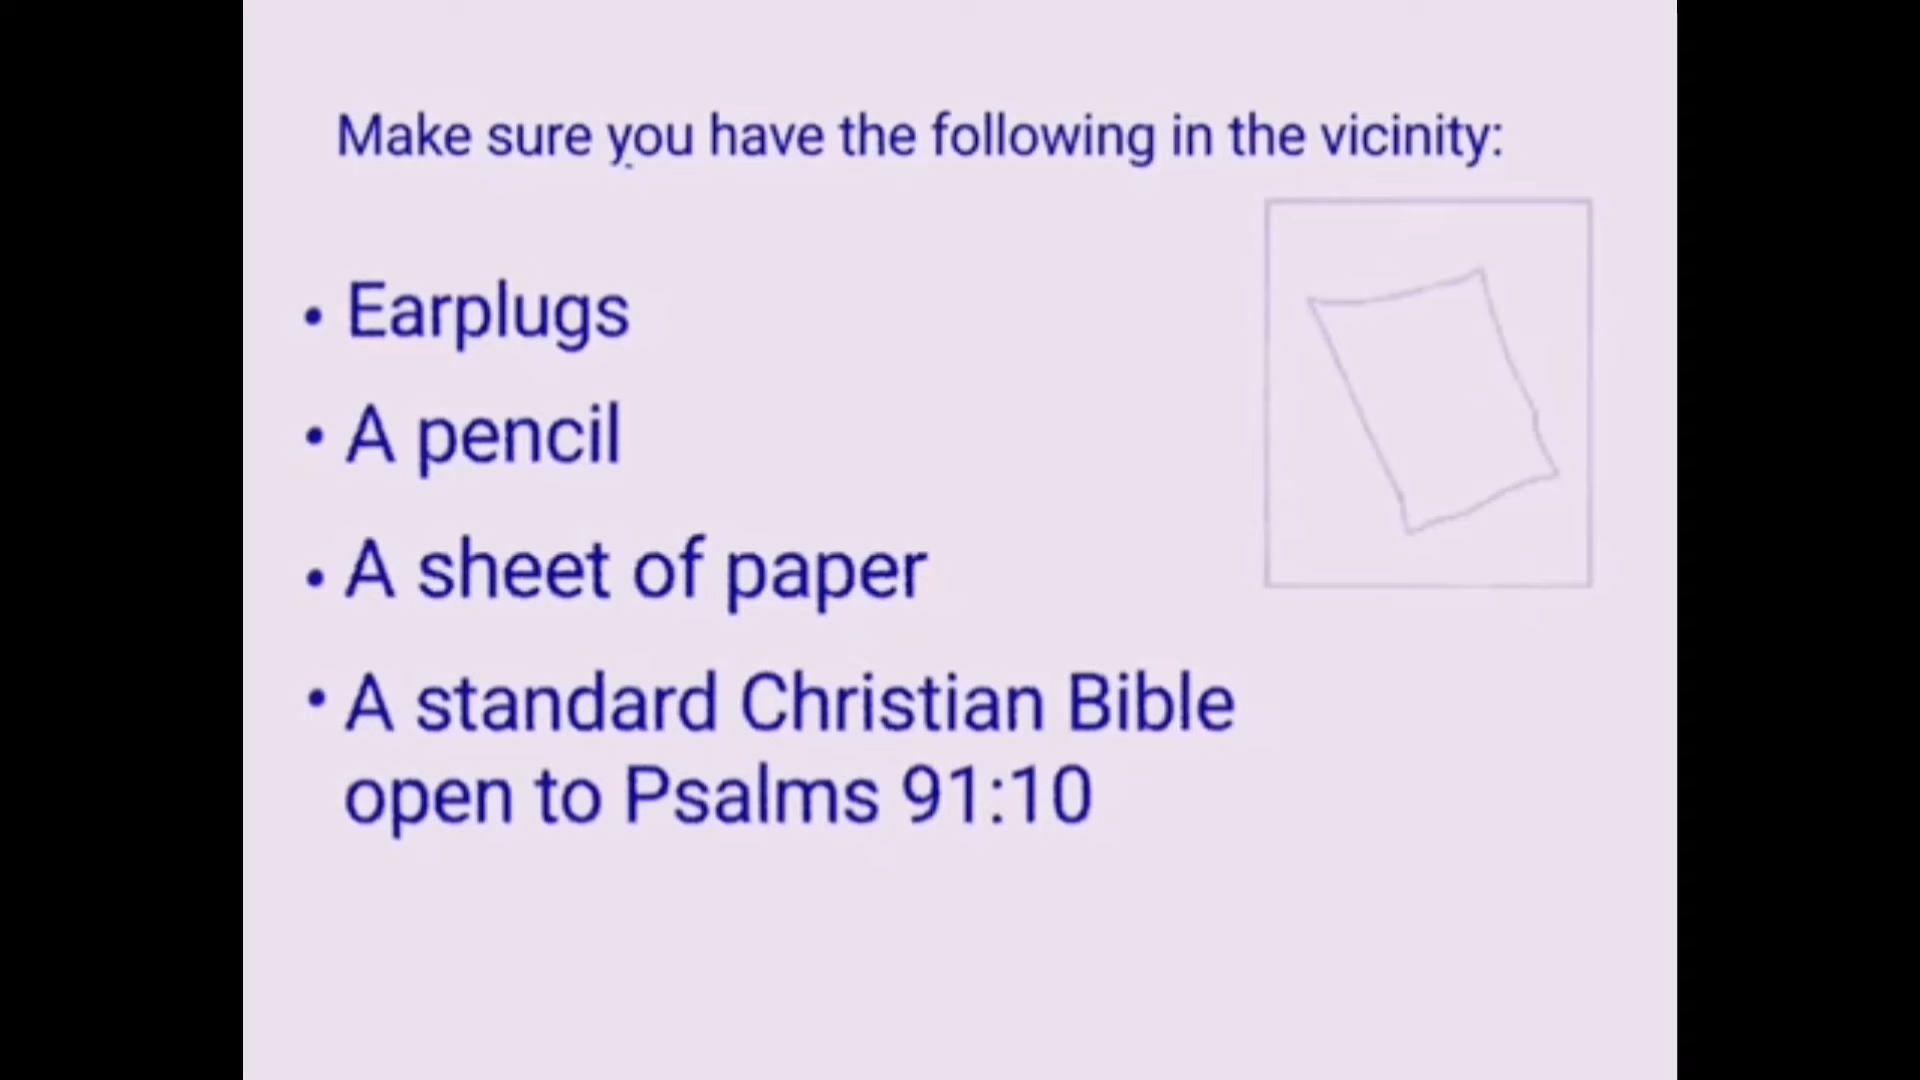 Make sure you have the following in the vicinity:
• Earplugs
• A pencil
• A sheet of paper
• A standard Christian Bible
open to Psalms 91:10